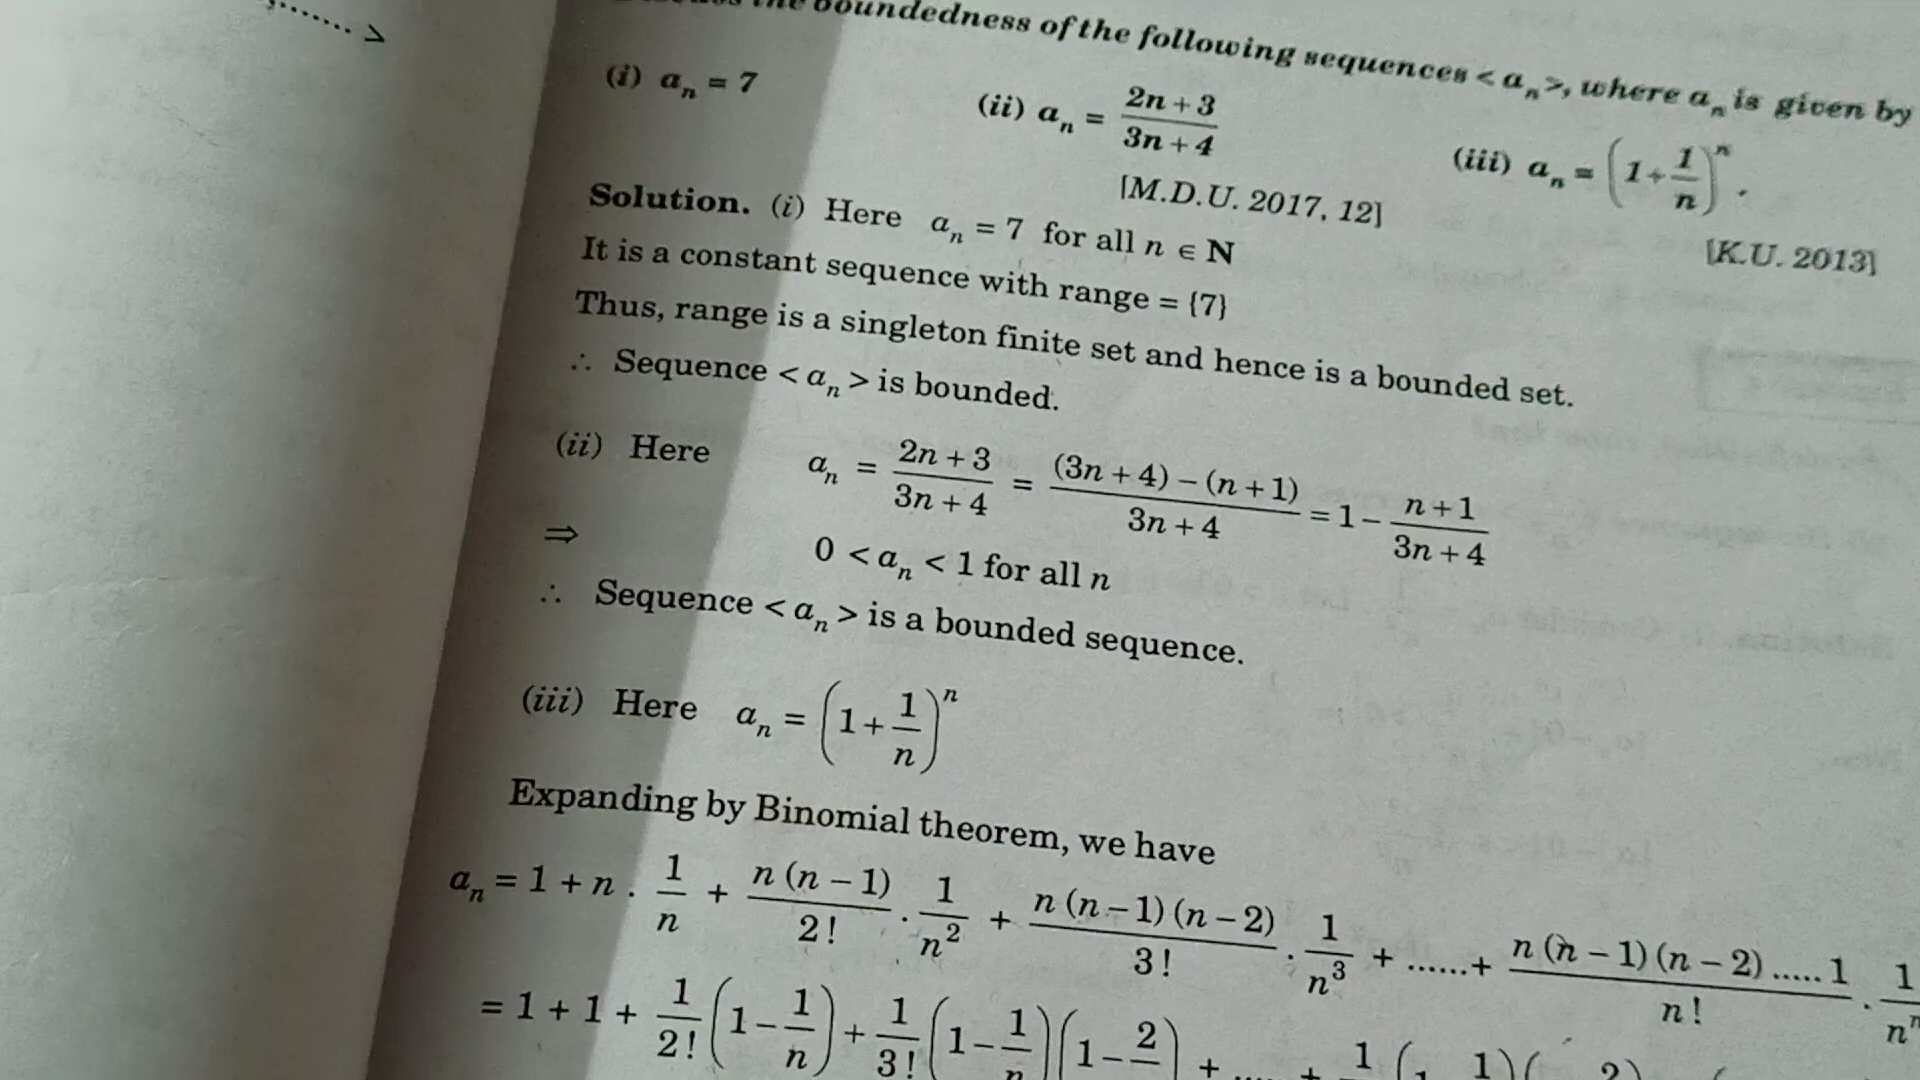 the boundedness of the following sequences < aₙ >, where aₙ is given by
(i) aₙ = 7 (ii) aₙ = (2n + 3)/(3n + 4) (iii) aₙ = (1 + 1/n)ⁿ.
[M.D.U. 2017, 12] [K.U. 2013]
Solution. (i) Here aₙ = 7 for all n ∈ N
It is a constant sequence with range = {7}
Thus, range is a singleton finite set and hence is a bounded set.
∴ Sequence < aₙ > is bounded.
(ii) Here aₙ = (2n + 3)/(3n + 4) = ((3n + 4) – (n + 1))/(3n + 4) = 1 – (n + 1)/(3n + 4)
⇒ 0 < aₙ < 1 for all n
∴ Sequence < aₙ > is a bounded sequence.
(iii) Here aₙ = (1 + 1/n)ⁿ
Expanding by Binomial theorem, we have
aₙ = 1 + n . 1/n + n (n – 1)/2! . 1/n² + n (n – 1) (n – 2)/3! . 1/n³ + ......+ n (n – 1) (n – 2) ..... 1/n! . 1/nⁿ
= 1 + 1 + 1/2! (1 – 1/n) + 1/3! (1 – 1/n) (1 – 2